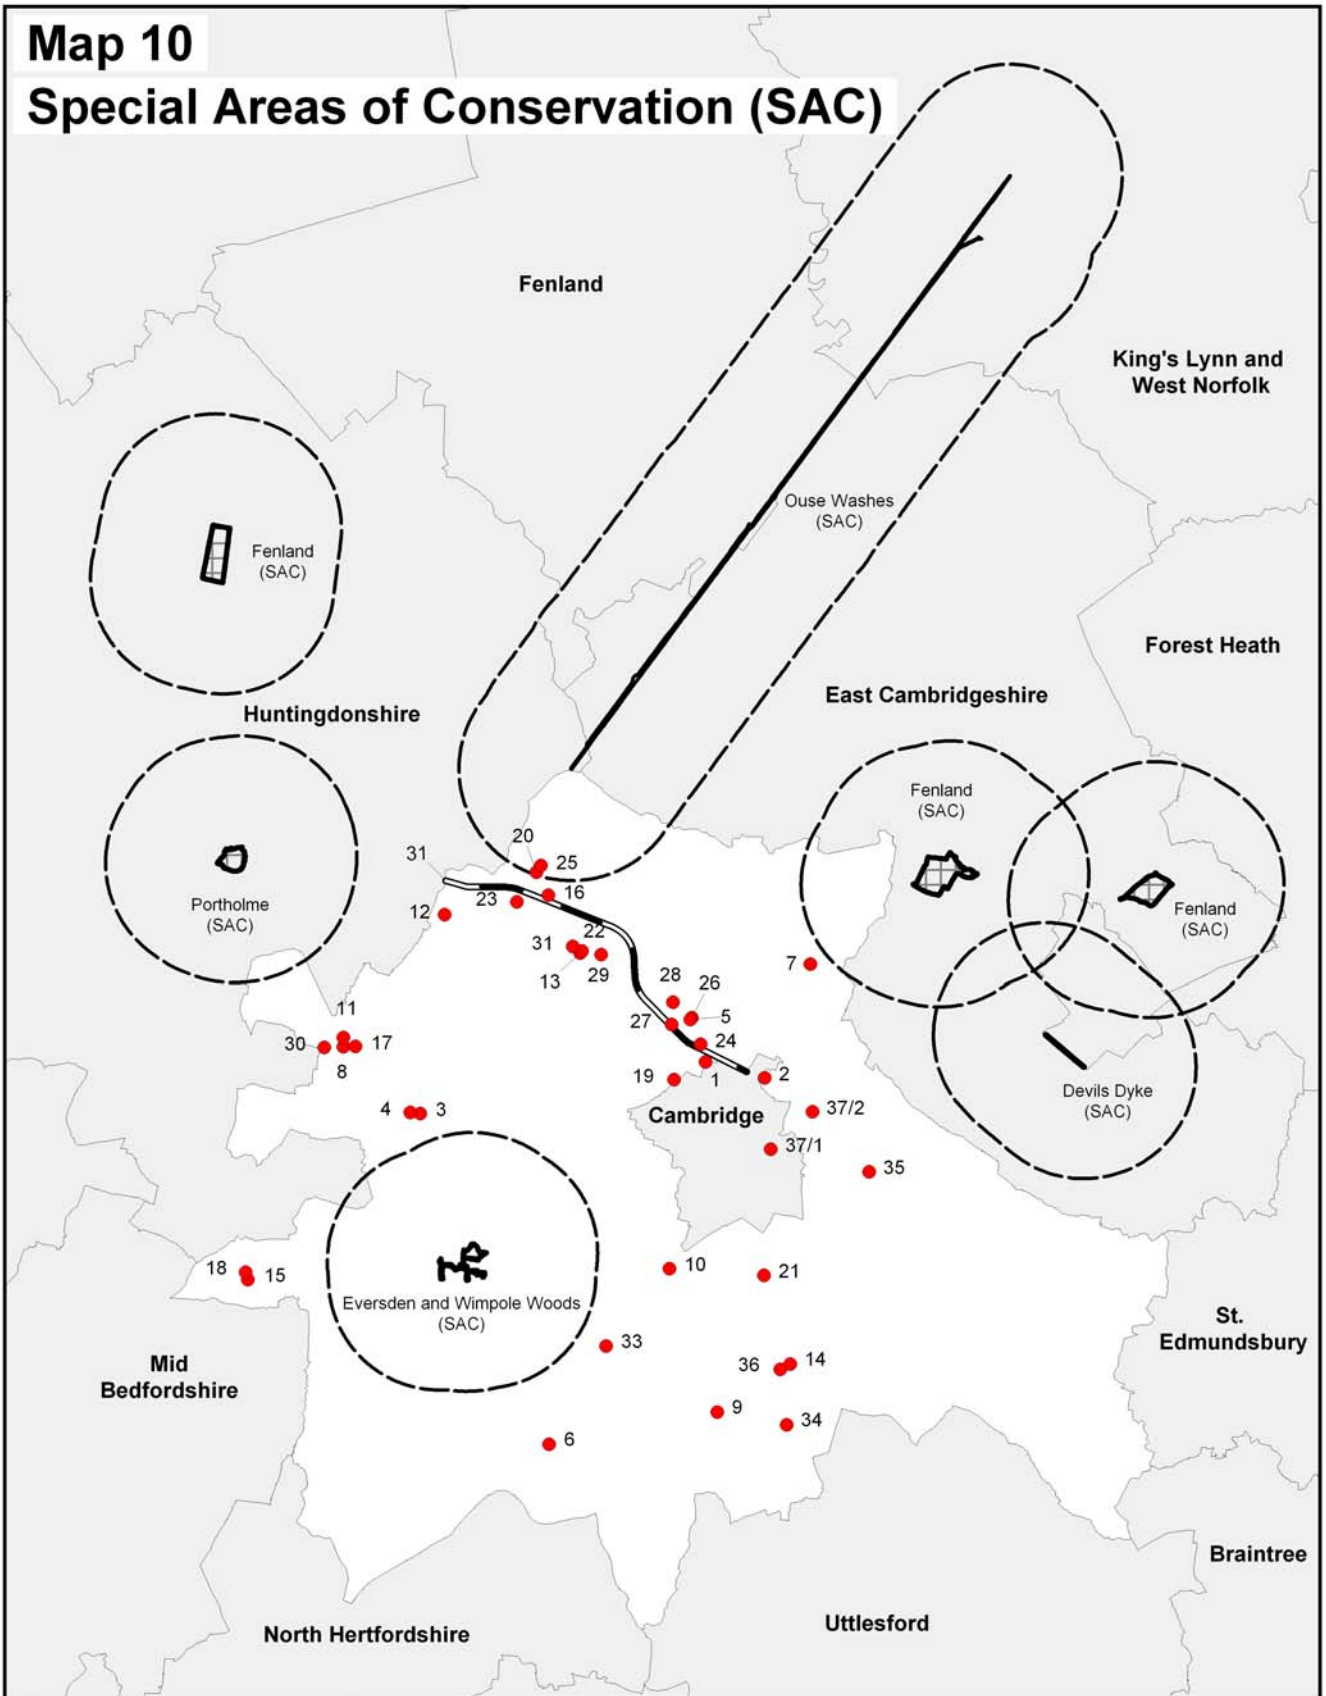 Map 10
Special Areas of Conservation (SAC)
Fenland
King's Lynn and
West Norfolk
Ouse Washes
(SAC)
Fenland
(SAC)
Forest Heath
East Cambridgeshire
Huntingdonshire
Fenland
(SAC)
20
25
31
16
23
12
Portholme
(SAC)
Fenland
(SAC)
22
31
29
13
7
28
26
5
27
24
11
30
17
8
19
1
2
Devils Dyke
(SAC)
4
3
Cambridge
37/2
37/1
35
18
15
10
21
Eversden and Wimpole Woods
(SAC)
St.
Edmundsbury
33
14
36
Mid
Bedfordshire
9
34
6
Braintree
Uttlesford
North Hertfordshire